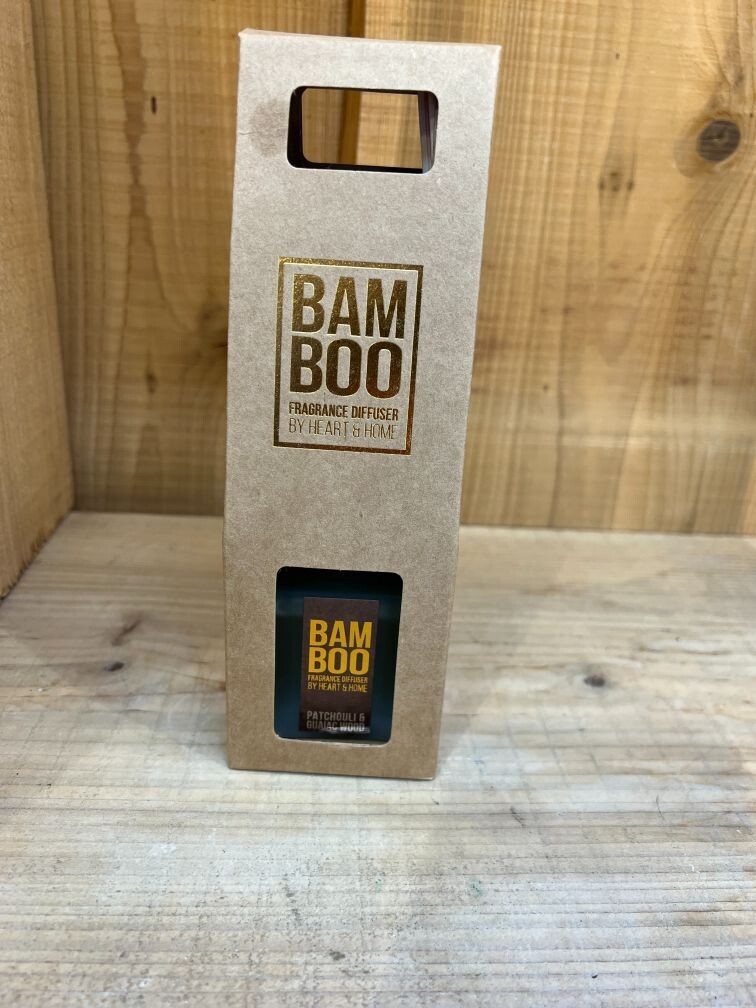 BAM
BOO
FRAGRANCE DIFFUSER
BY HEART & HOME
BAM
BOO
FRAGRANCE DIFFUSER
BY HEART & HOME
PATCHOULI &
GUAIAC WOOD